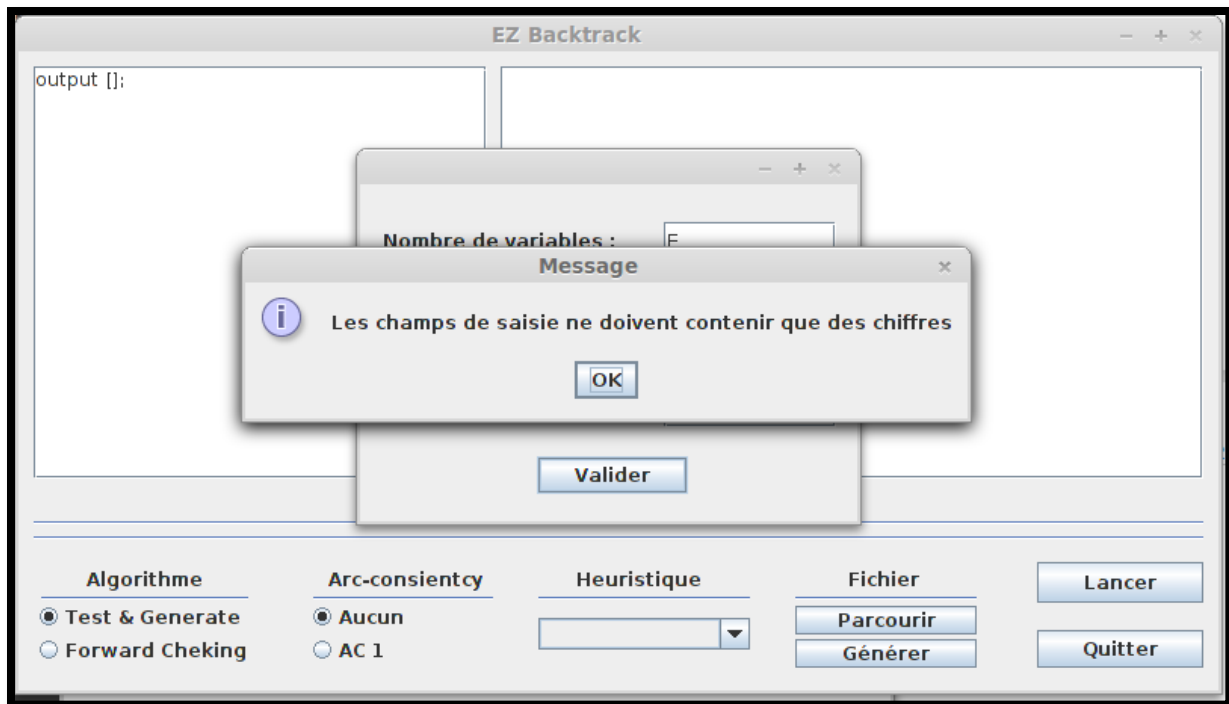 EZ Backtrack
output [];
Nombre de variables :
Message
Les champs de saisie ne doivent contenir que des chiffres
OK
Valider
Algorithme
Arc-consientcy
Heuristique
Fichier
Lancer
Test & Generate
Aucun
Parcourir
Forward Cheking
AC 1
Générer
Quitter